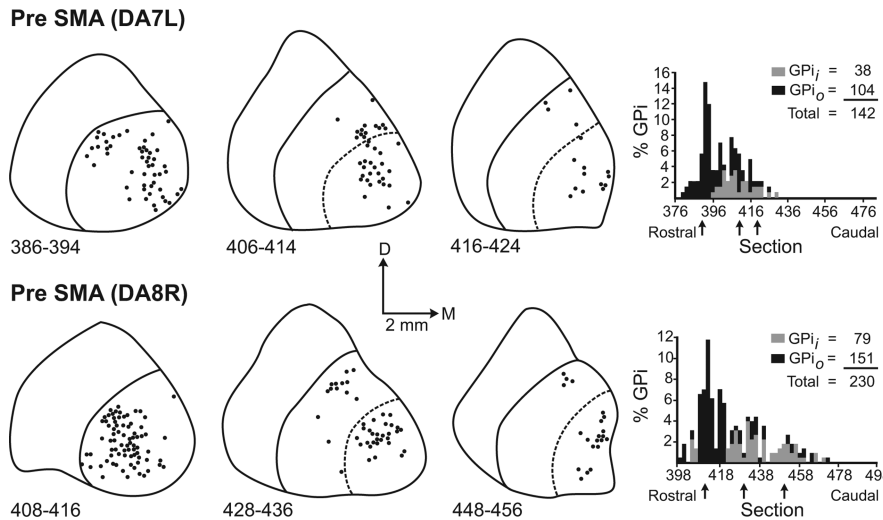 Pre SMA (DA7L)
386-394
406-414
416-424
% GPi
16
14
12
10
8
6
4
2
GPii = 38
GPio = 104
Total = 142
376 396 416 436 456 476
Rostral Caudal
Section
D
M
2 mm
Pre SMA (DA8R)
408-416
428-436
448-456
% GPi
12
10
8
6
4
2
GPii = 79
GPio = 151
Total = 230
398 418 438 458 478 49
Rostral Caudal
Section